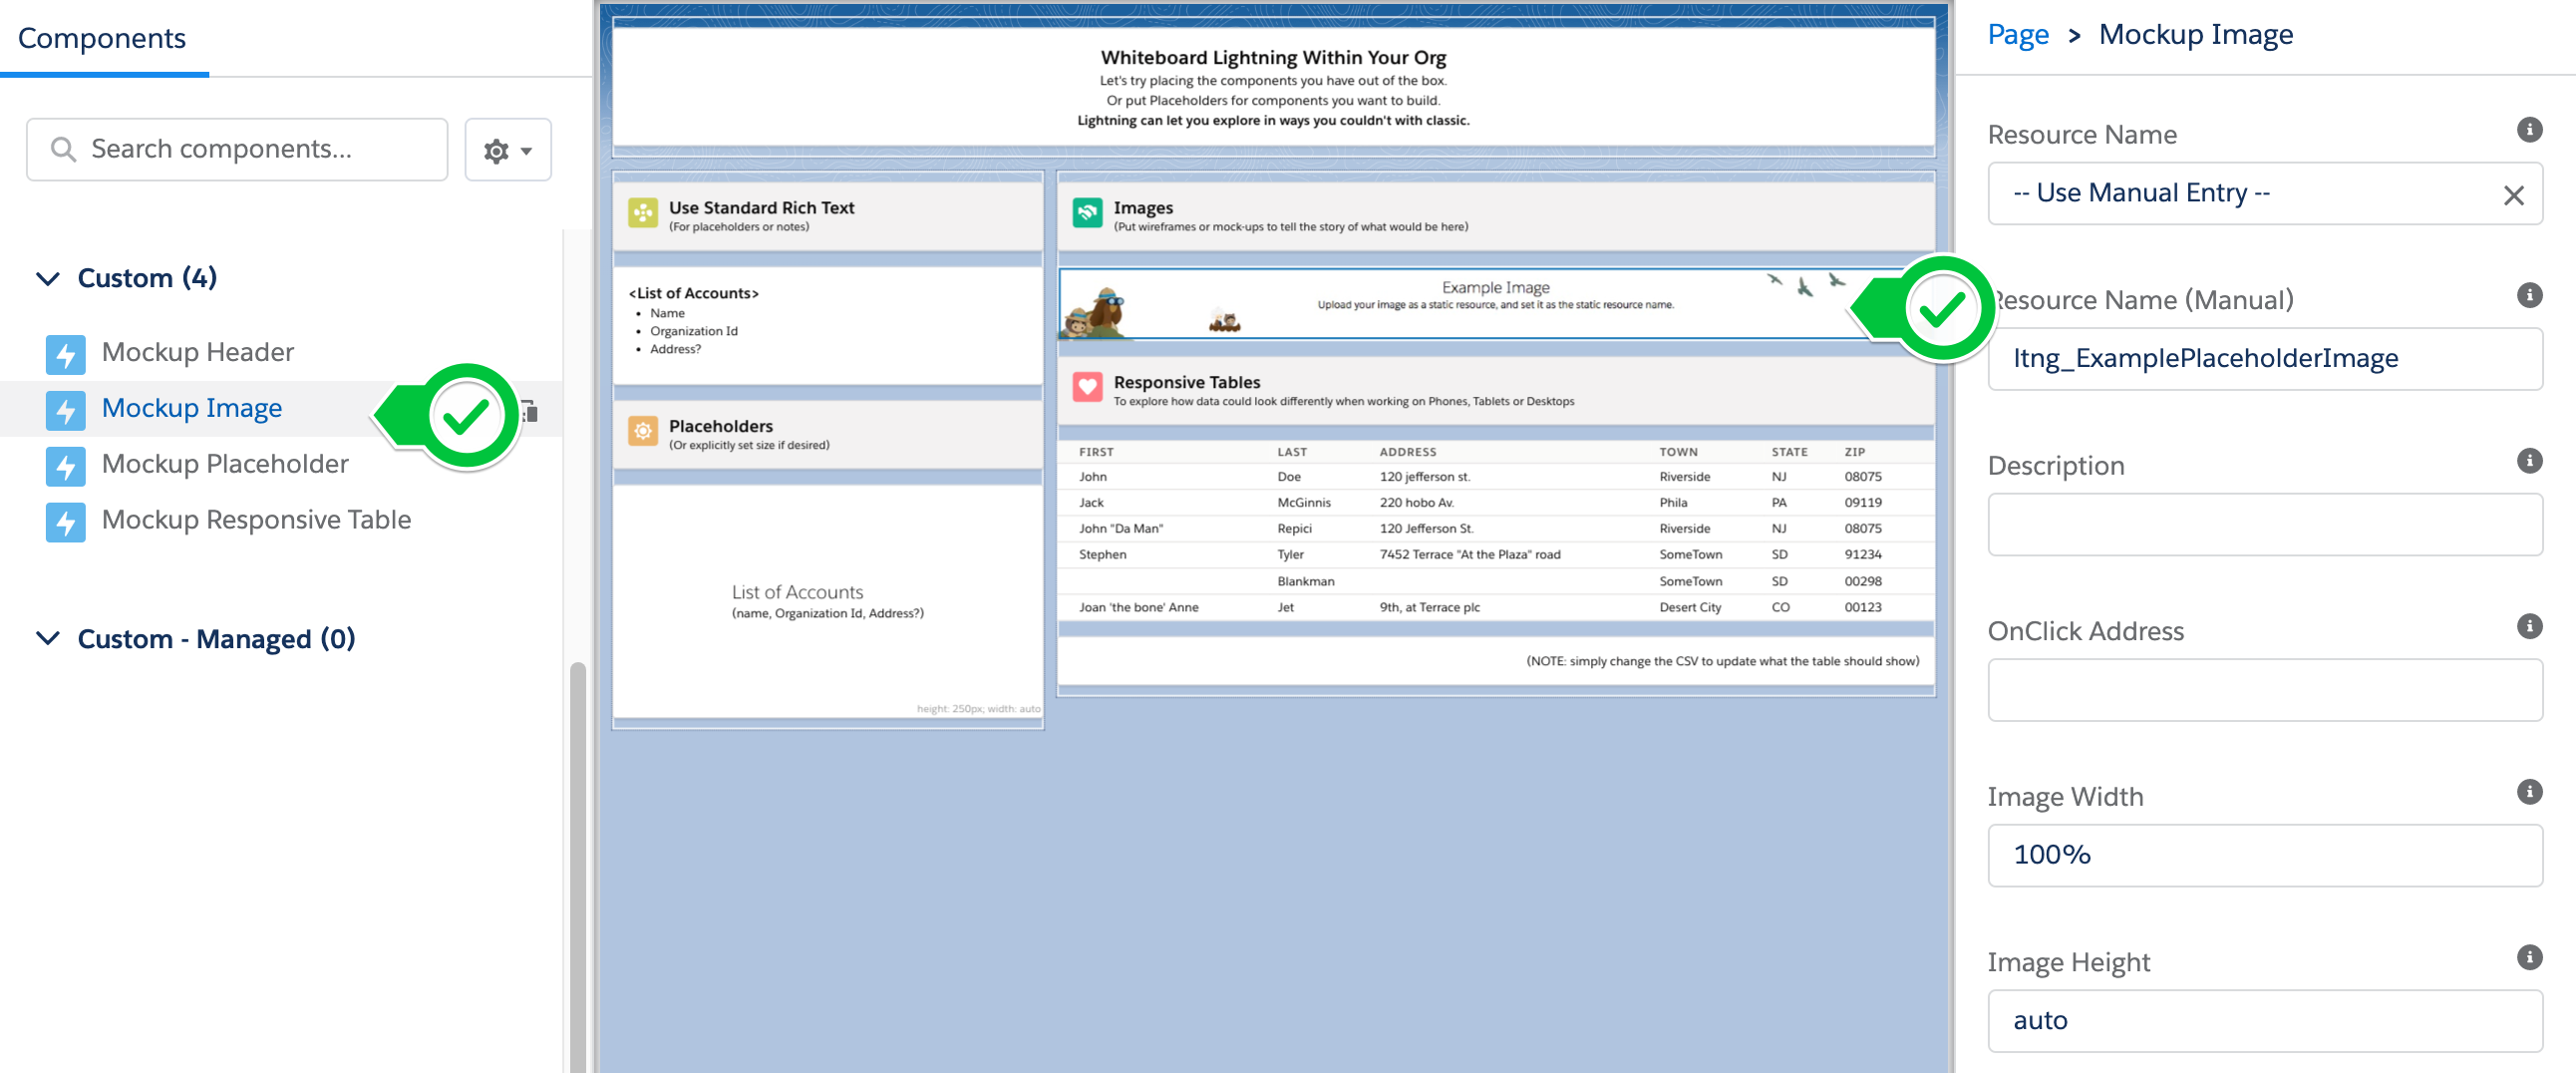 Components
Search components...
Custom (4)
Mockup Header
Mockup Image
Mockup Placeholder
Mockup Responsive Table
Custom - Managed (0)
Whiteboard Lightning Within Your Org
Let's try placing the components you have out of the box.
Or put Placeholders for components you want to build.
Lightning can let you explore in ways you couldn't with classic.
Use Standard Rich Text
(For placeholders or notes)
<List of Accounts>
• Name
• Organization Id
• Address?
Placeholders
(Or explicitly set size if desired)
List of Accounts
(name, Organization Id, Address?)
height: 250px; width: auto
Images
(Put wireframes or mock-ups to tell the story of what would be here)
Example Image
Upload your image as a static resource, and set it as the static resource name.
Responsive Tables
To explore how data could look differently when working on Phones, Tablets or Desktops
FIRST LAST ADDRESS TOWN STATE ZIP
John Doe 120 jefferson st. Riverside NJ 08075
Jack McGinnis 220 hobo Av. Phila PA 09119
John "Da Man" Repici 120 Jefferson St. Riverside NJ 08075
Stephen Tyler 7452 Terrace "At the Plaza" road SomeTown SD 91234
Blankman SomeTown SD 00298
Joan 'the bone' Anne Jet 9th, at Terrace plc Desert City CO 00123
(NOTE: simply change the CSV to update what the table should show)
Page > Mockup Image
Resource Name
-- Use Manual Entry --
Resource Name (Manual)
ltng_ExamplePlaceholderImage
Description
OnClick Address
Image Width
100%
Image Height
auto